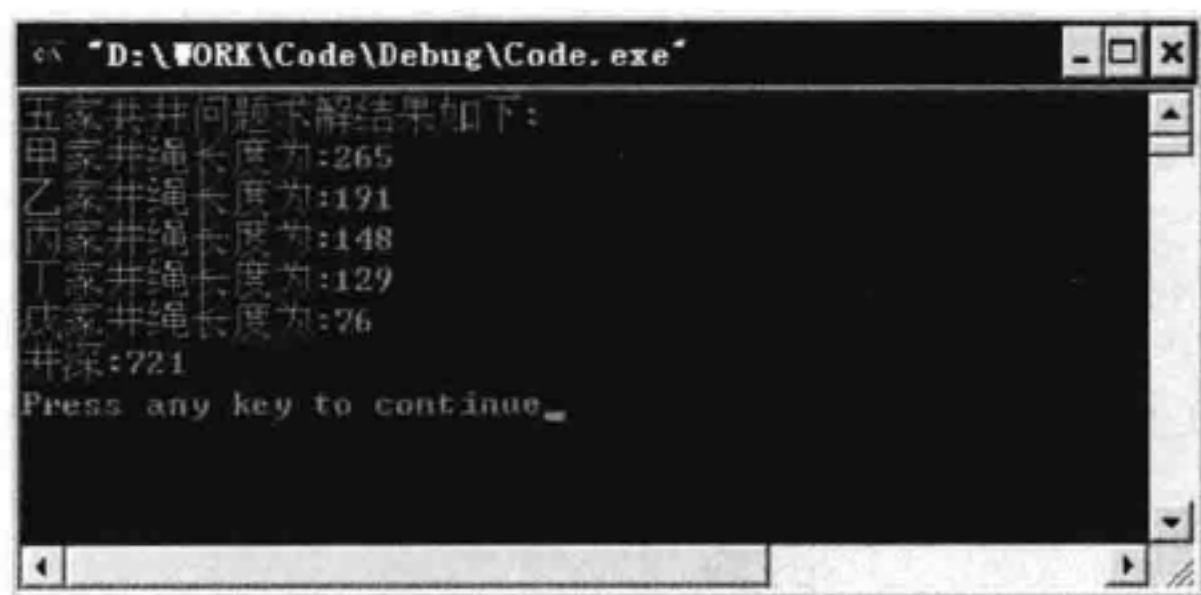 "D:\WORK\Code\Debug\Code.exe"
五家共井问题求解结果如下:
甲家井绳长度为:265
乙家井绳长度为:191
丙家井绳长度为:148
丁家井绳长度为:129
戊家井绳长度为:76
井深:721
Press any key to continue_